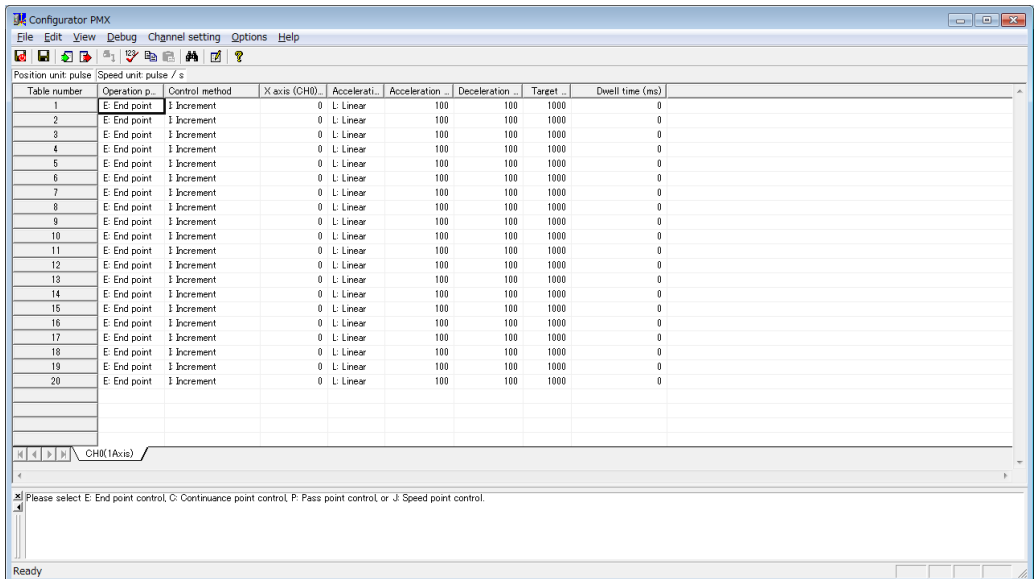 Configurator PMX
File Edit View Debug Channel setting Options Help
Position unit: pulse Speed unit: pulse / s
Table number Operation p... Control method X axis (CH0)... Accelerati... Acceleration ... Deceleration ... Target ... Dwell time (ms)
1 E: End point I: Increment 0 L: Linear 100 100 1000 0
2 E: End point I: Increment 0 L: Linear 100 100 1000 0
3 E: End point I: Increment 0 L: Linear 100 100 1000 0
4 E: End point I: Increment 0 L: Linear 100 100 1000 0
5 E: End point I: Increment 0 L: Linear 100 100 1000 0
6 E: End point I: Increment 0 L: Linear 100 100 1000 0
7 E: End point I: Increment 0 L: Linear 100 100 1000 0
8 E: End point I: Increment 0 L: Linear 100 100 1000 0
9 E: End point I: Increment 0 L: Linear 100 100 1000 0
10 E: End point I: Increment 0 L: Linear 100 100 1000 0
11 E: End point I: Increment 0 L: Linear 100 100 1000 0
12 E: End point I: Increment 0 L: Linear 100 100 1000 0
13 E: End point I: Increment 0 L: Linear 100 100 1000 0
14 E: End point I: Increment 0 L: Linear 100 100 1000 0
15 E: End point I: Increment 0 L: Linear 100 100 1000 0
16 E: End point I: Increment 0 L: Linear 100 100 1000 0
17 E: End point I: Increment 0 L: Linear 100 100 1000 0
18 E: End point I: Increment 0 L: Linear 100 100 1000 0
19 E: End point I: Increment 0 L: Linear 100 100 1000 0
20 E: End point I: Increment 0 L: Linear 100 100 1000 0
CH0(1Axis)
Please select E: End point control, C: Continuance point control, P: Pass point control, or J: Speed point control.
Ready